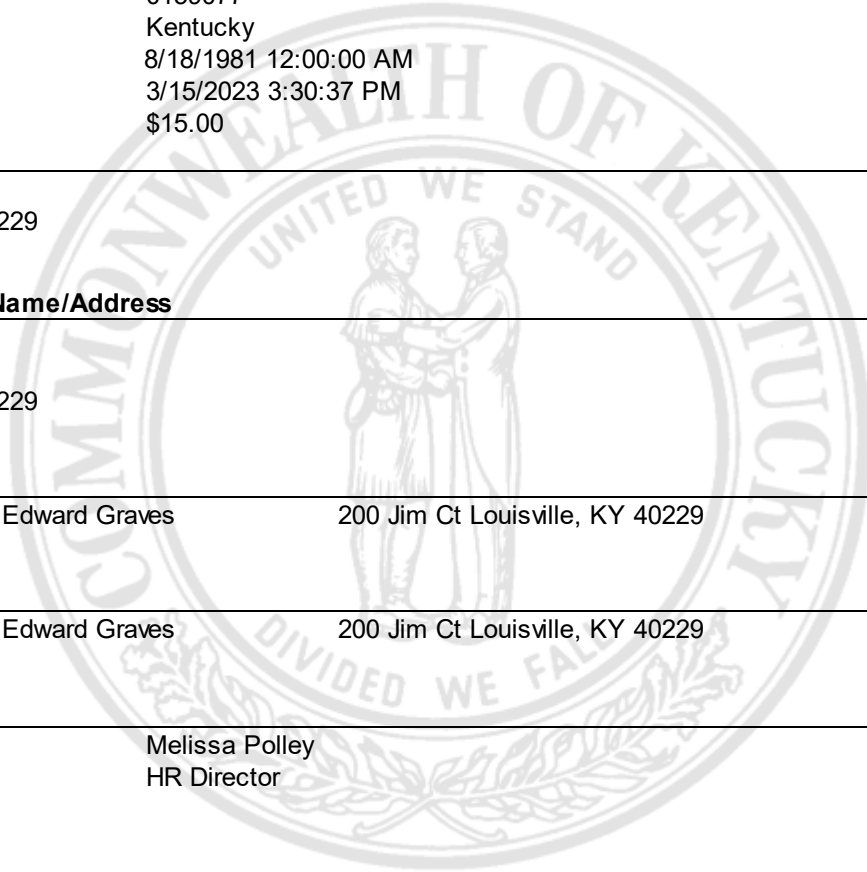 Kentucky
8/18/1981 12:00:00 AM
3/15/2023 3:30:37 PM
$15.00
229
Name/Address
229
Edward Graves 200 Jim Ct Louisville, KY 40229
Edward Graves 200 Jim Ct Louisville, KY 40229
Melissa Polley
HR Director
COMMONWEALTH OF KENTUCKY
UNITED WE STAND
DIVIDED WE FALL